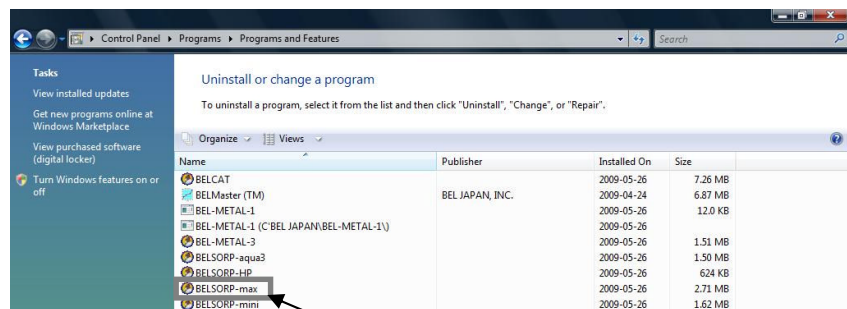 Control Panel ▸ Programs ▸ Programs and Features
Search
Tasks
View installed updates
Get new programs online at
Windows Marketplace
View purchased software
(digital locker)
Turn Windows features on or
off
Uninstall or change a program
To uninstall a program, select it from the list and then click "Uninstall", "Change", or "Repair".
Organize Views
Name Publisher Installed On Size
BELCAT 2009-05-26 7.26 MB
BELMaster (TM) BEL JAPAN, INC. 2009-04-24 6.87 MB
BEL-METAL-1 2009-05-26 12.0 KB
BEL-METAL-1 (C'BEL JAPAN\BEL-METAL-1\) 2009-05-26
BEL-METAL-3 2009-05-26 1.51 MB
BELSORP-aqua3 2009-05-26 1.50 MB
BELSORP-HP 2009-05-26 624 KB
BELSORP-max 2009-05-26 2.71 MB
BELSORP-mini 2009-05-26 1.62 MB